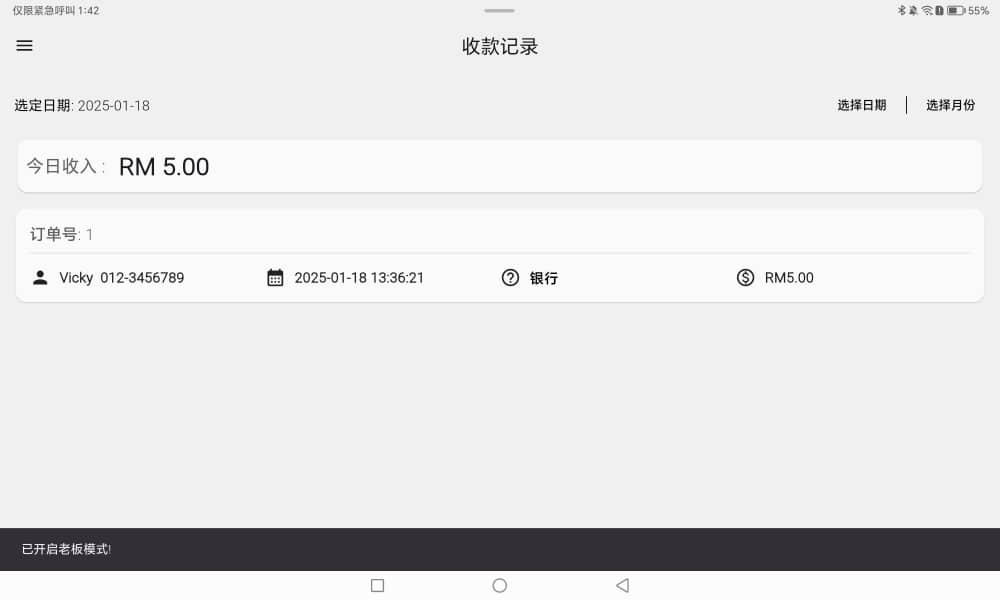 仅限紧急呼叫 1:42 55%
收款记录
选定日期: 2025-01-18 选择日期 选择月份
今日收入 : RM 5.00
订单号: 1
Vicky 012-3456789 2025-01-18 13:36:21 银行 RM5.00
已开启老板模式!